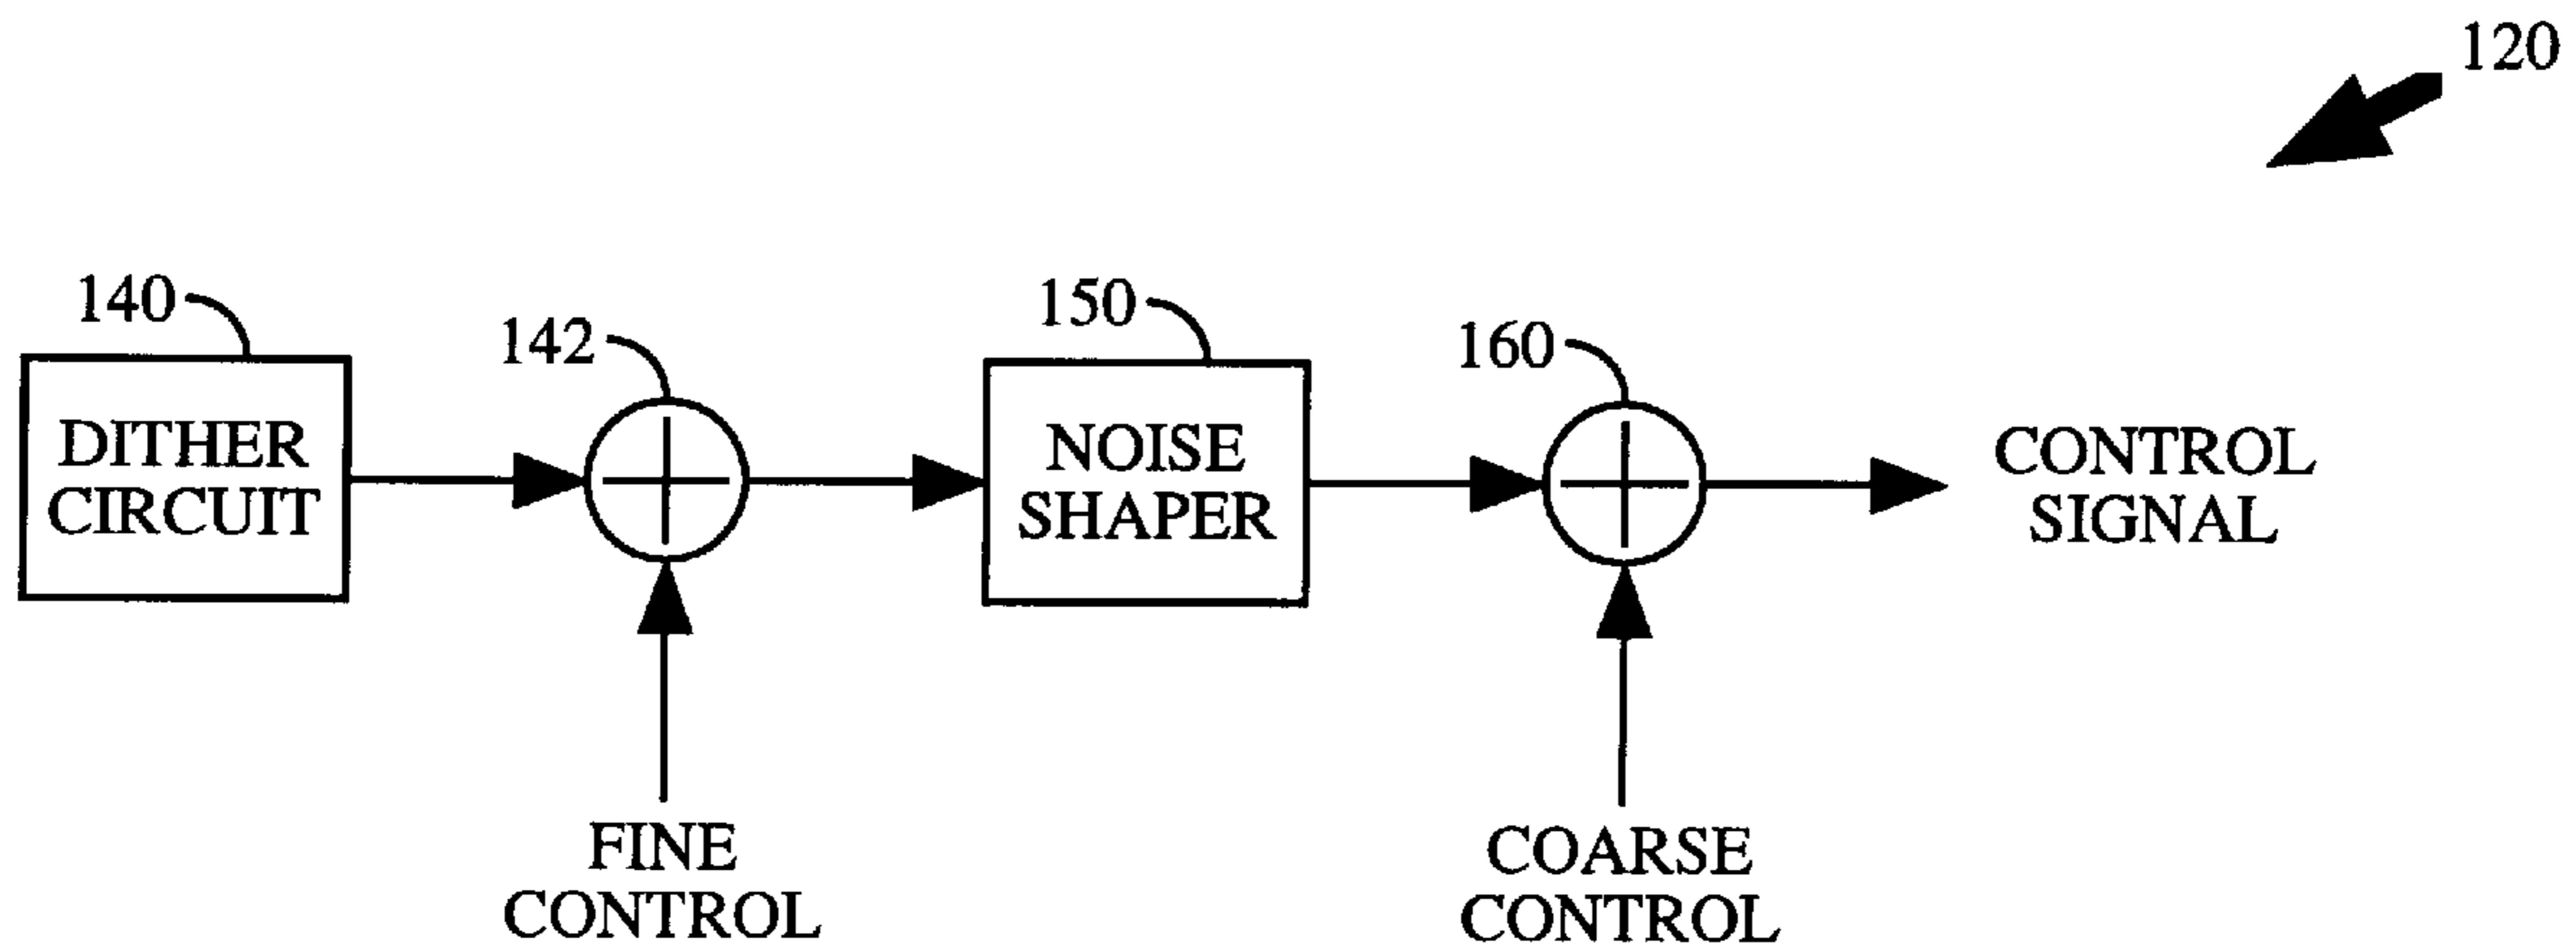 120
140
142
150
160
DITHER
CIRCUIT
NOISE
SHAPER
CONTROL
SIGNAL
FINE
CONTROL
COARSE
CONTROL